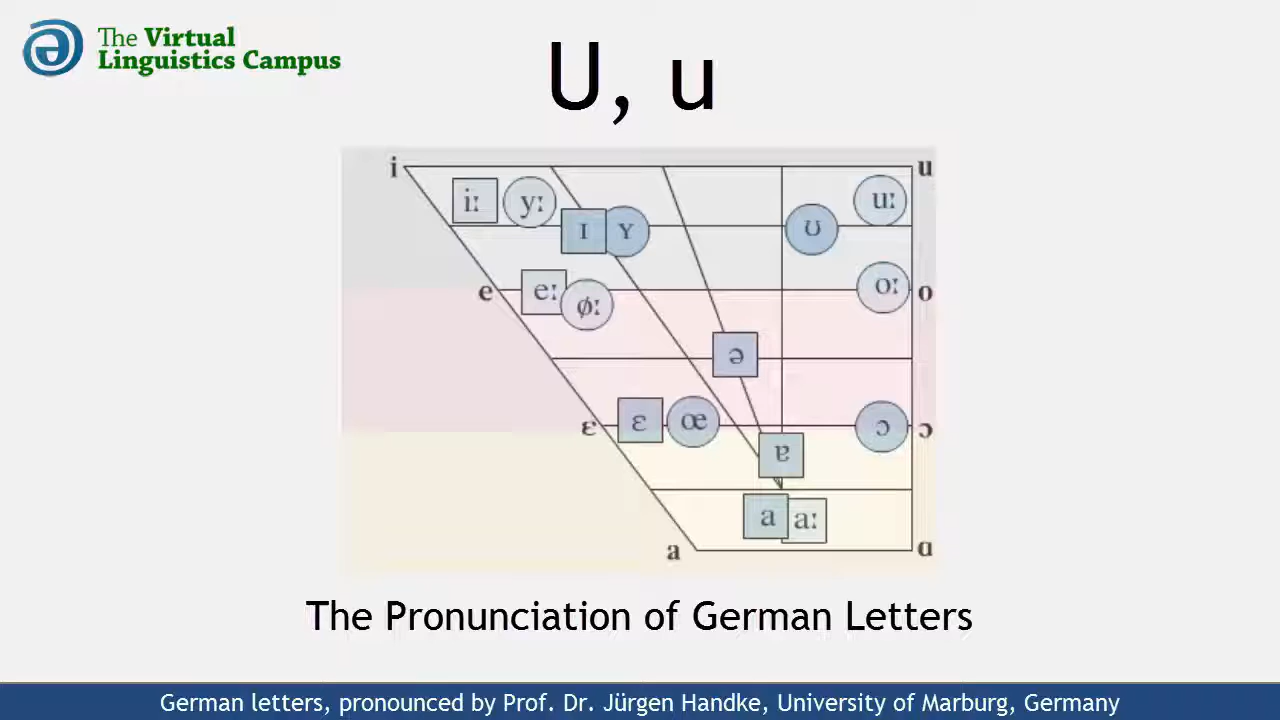 The Virtual
Linguistics Campus
U, u
i u
iː yː uː
ɪ ʏ ʊ
e eː øː oː o
ə
ɛ ɛ œ ɔ ɔ
ɐ
a aː
a ɑ
The Pronunciation of German Letters
German letters, pronounced by Prof. Dr. Jürgen Handke, University of Marburg, Germany